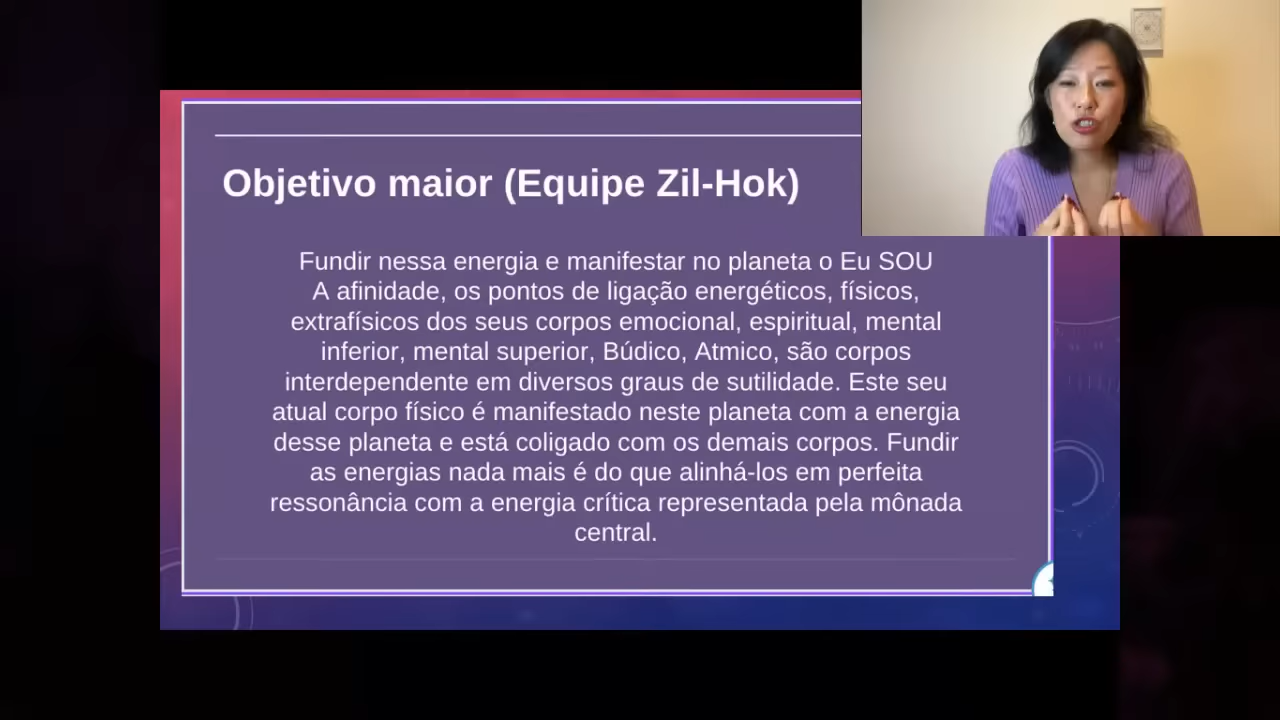 Objetivo maior (Equipe Zil-Hok)
Fundir nessa energia e manifestar no planeta o Eu SOU
A afinidade, os pontos de ligação energéticos, físicos,
extrafísicos dos seus corpos emocional, espiritual, mental
inferior, mental superior, Búdico, Atmico, são corpos
interdependente em diversos graus de sutilidade. Este seu
atual corpo físico é manifestado neste planeta com a energia
desse planeta e está coligado com os demais corpos. Fundir
as energias nada mais é do que alinhá-los em perfeita
ressonância com a energia crítica representada pela mônada
central.